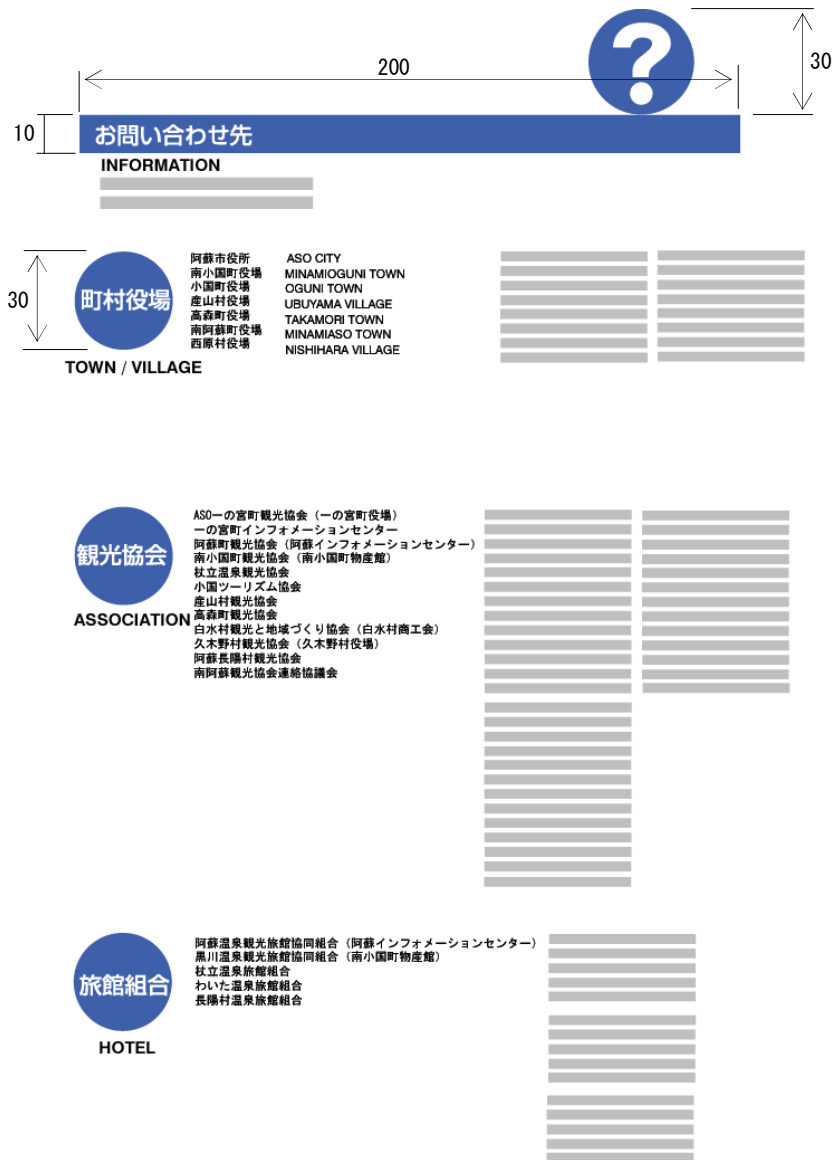 ?
30
200
10
お問い合わせ先
INFORMATION
30
町村役場
TOWN / VILLAGE
阿蘇市役所 ASO CITY
南小国町役場 MINAMIOGUNI TOWN
小国町役場 OGUNI TOWN
産山村役場 UBUYAMA VILLAGE
高森町役場 TAKAMORI TOWN
南阿蘇町役場 MINAMIASO TOWN
西原村役場 NISHIHARA VILLAGE
観光協会
ASSOCIATION
ASO一の宮町観光協会（一の宮町役場）
一の宮町インフォメーションセンター
阿蘇町観光協会（阿蘇インフォメーションセンター）
南小国町観光協会（南小国町物産館）
杖立温泉観光協会
小国ツーリズム協会
産山村観光協会
高森町観光協会
白水村観光と地域づくり協会（白水村商工会）
久木野村観光協会（久木野村役場）
阿蘇長陽村観光協会
南阿蘇観光協会連絡協議会
旅館組合
HOTEL
阿蘇温泉観光旅館協同組合（阿蘇インフォメーションセンター）
黒川温泉観光旅館協同組合（南小国町物産館）
杖立温泉旅館組合
わいた温泉旅館組合
長陽村温泉旅館組合